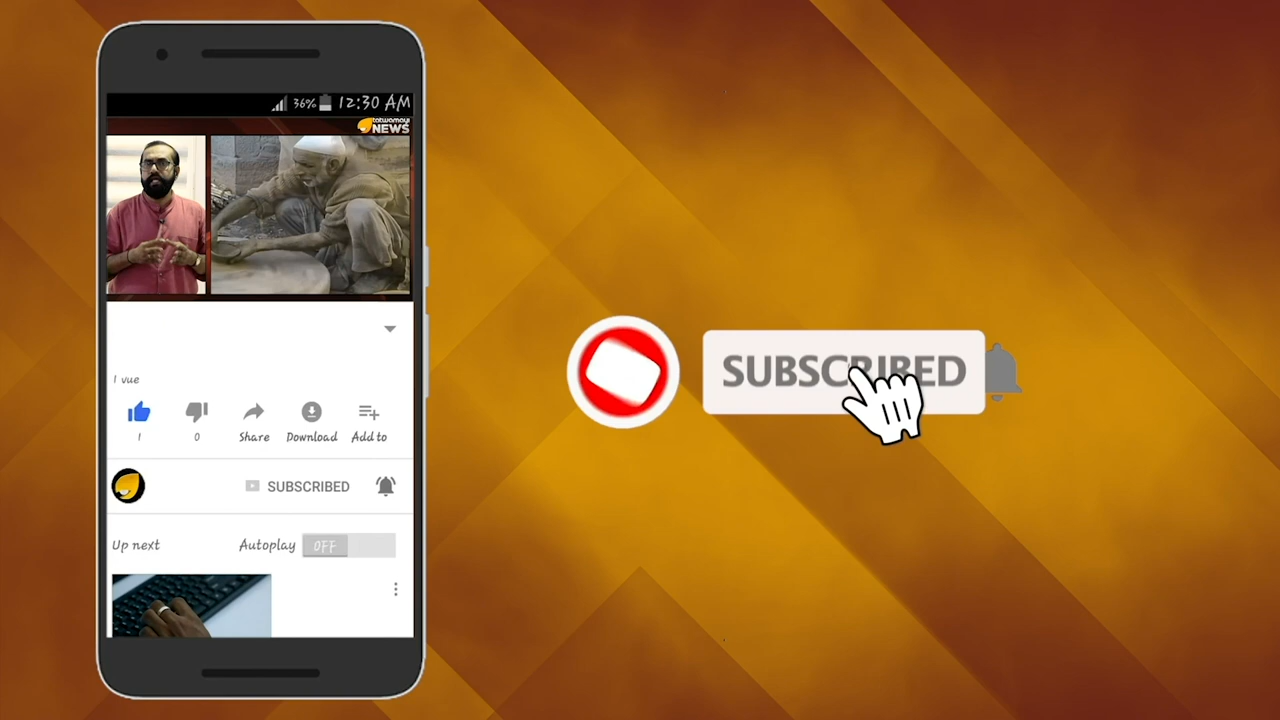 36% 12:30 AM
tatwamayi
NEWS
1 vue
1
0
Share
Download
Add to
SUBSCRIBED
Up next
Autoplay
OFF
SUBSCRIBED